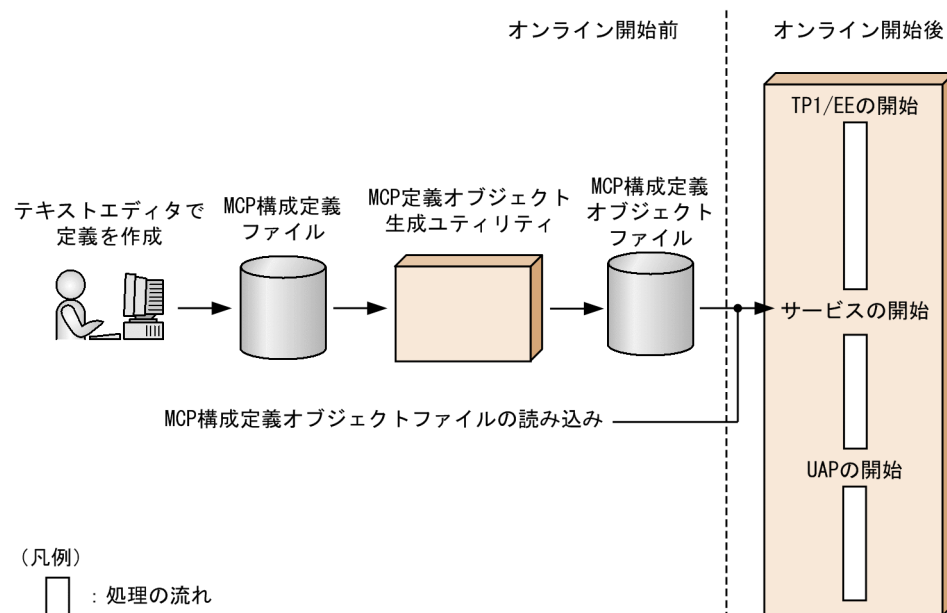 オンライン開始前
オンライン開始後
TP1/EEの開始
テキストエディタで
定義を作成
MCP構成定義
ファイル
MCP定義オブジェクト
生成ユティリティ
MCP構成定義
オブジェクト
ファイル
サービスの開始
MCP構成定義オブジェクトファイルの読み込み
UAPの開始
(凡例)
：処理の流れ